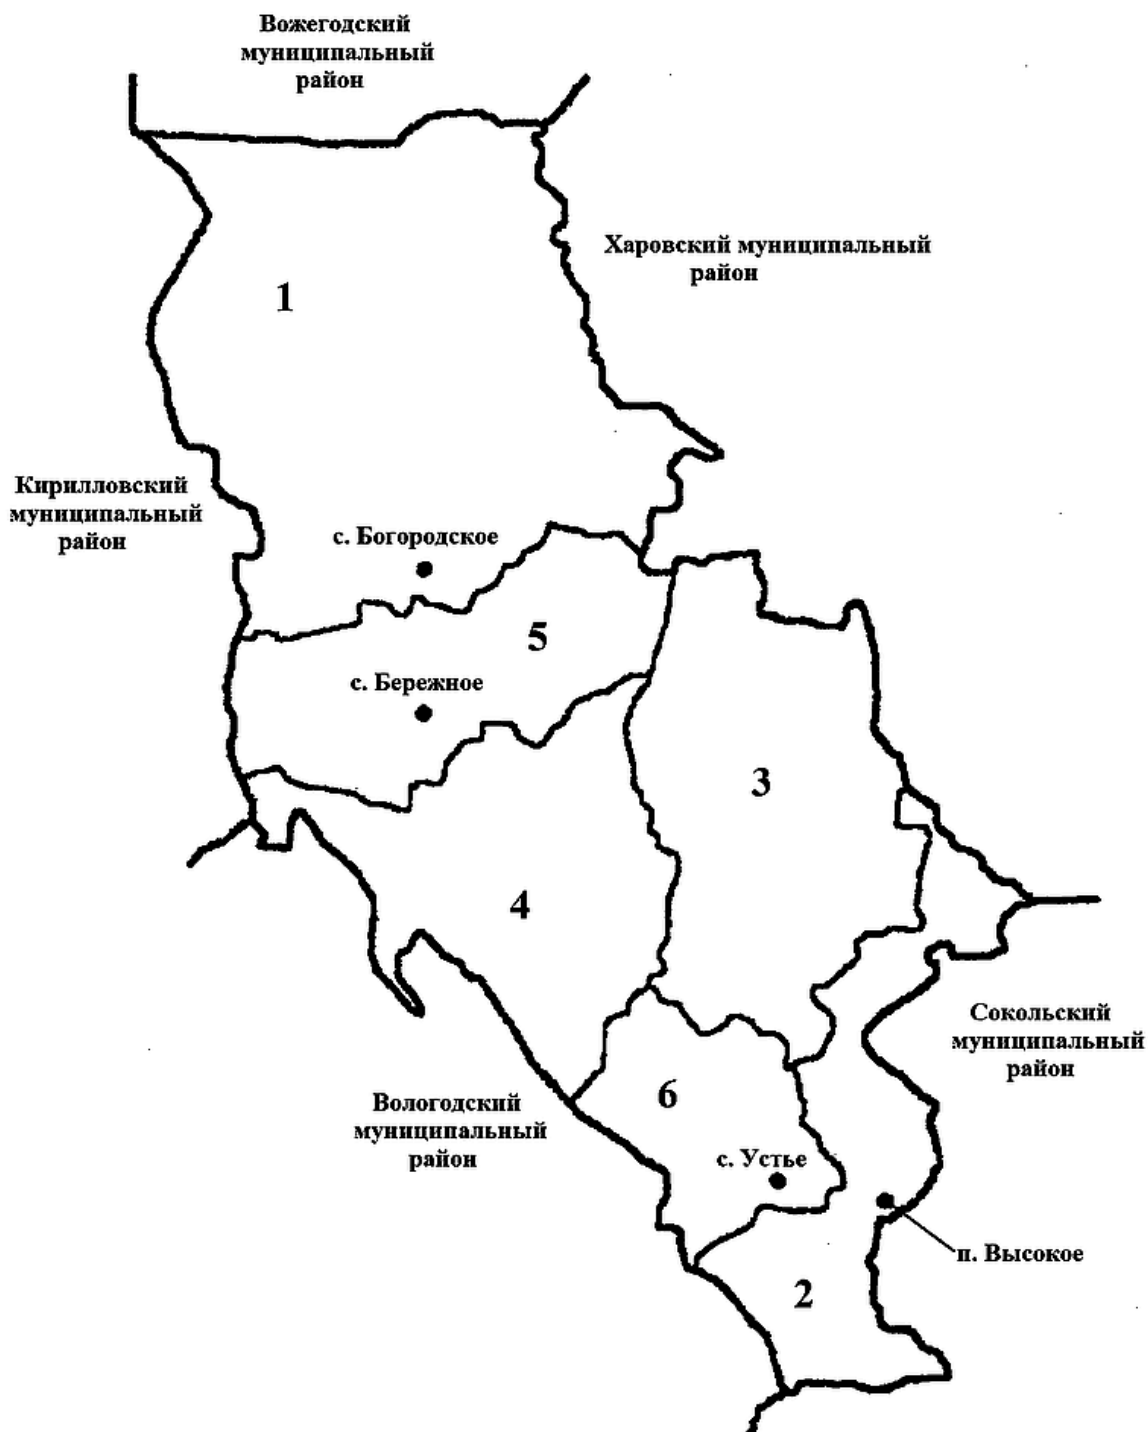 Вожегодский
муниципальный
район
Харовский муниципальный
район
1
Кирилловский
муниципальный
район
с. Богородское
5
с. Бережное
3
4
Сокольский
муниципальный
район
6
Вологодский
муниципальный
район
с. Устье
п. Высокое
2